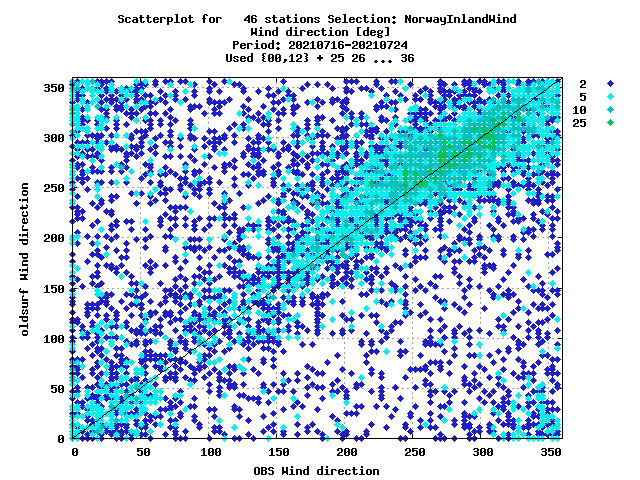 Scatterplot for 46 stations Selection: NorwayInlandWind
Wind direction [deg]
Period: 20210716-20210724
Used {00,12} + 25 26 ... 36
2
5
10
25
350
300
250
200
150
100
50
0
oldsurf Wind direction
0 50 100 150 200 250 300 350
OBS Wind direction